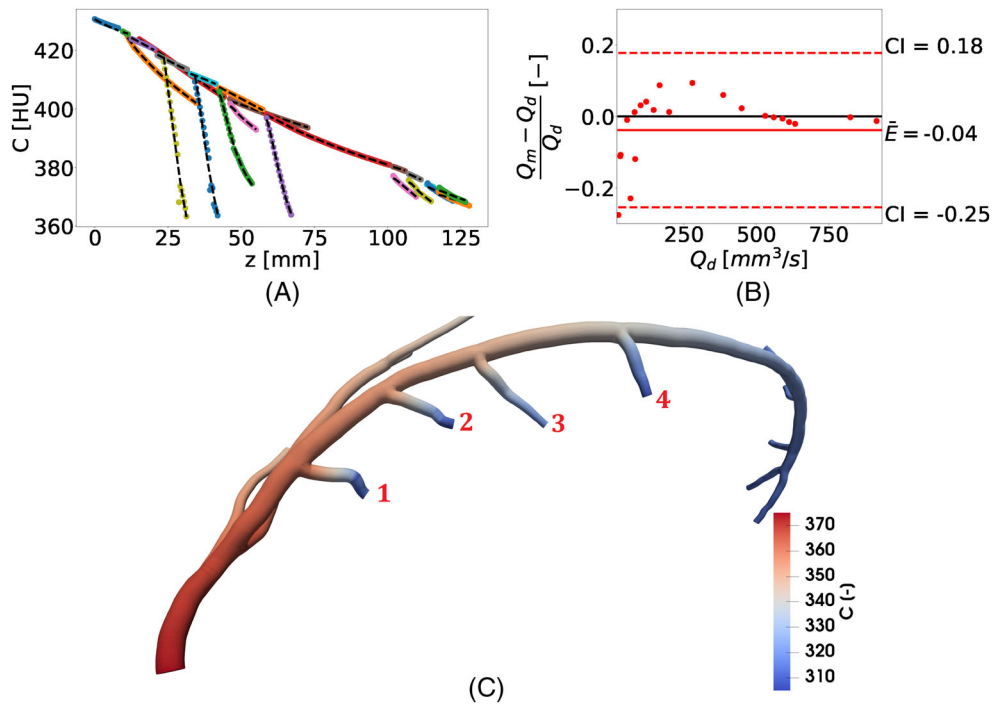 C [HU]
420
400
380
360
0
25
50
75
100
125
z [mm]
(A)
Q_m − Q_d / Q_d [-]
0.2
0.0
−0.2
250
500
750
Q_d [mm^3/s]
CI = 0.18
Ē = -0.04
CI = -0.25
(B)
1
2
3
4
370
360
350
340
330
320
310
C (-)
(C)